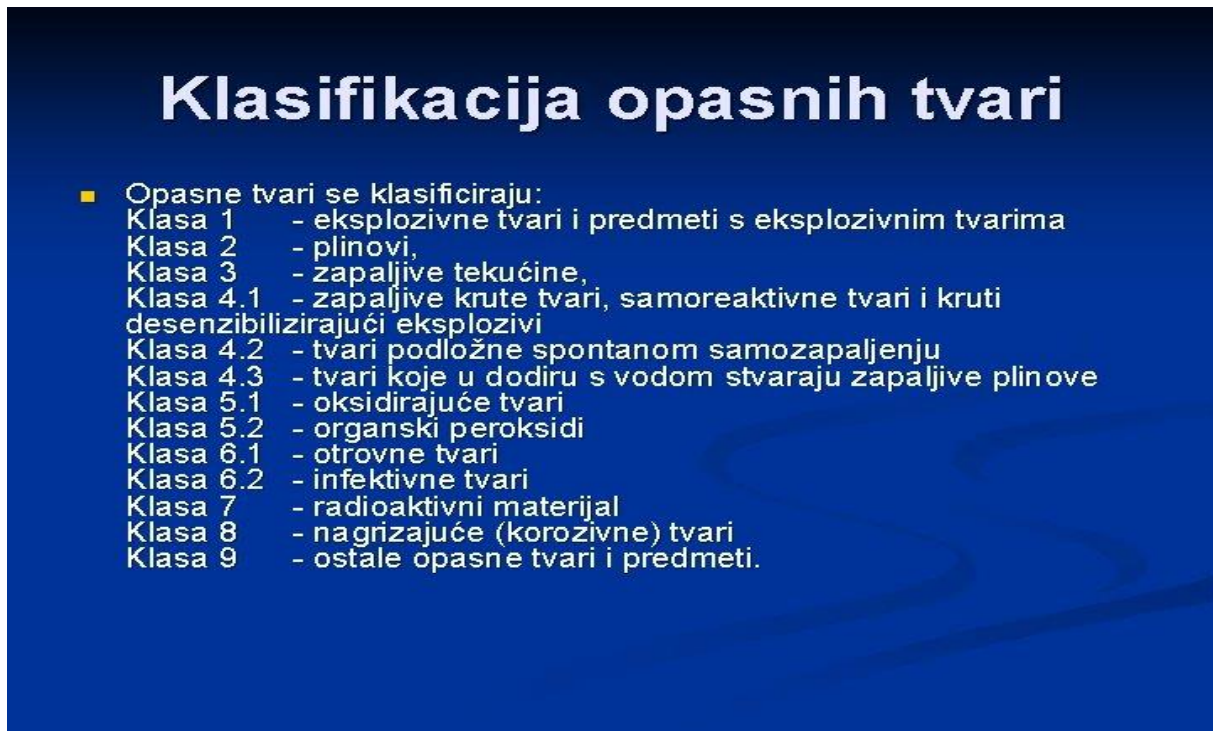 Klasifikacija opasnih tvari
Opasne tvari se klasificiraju:
Klasa 1 - eksplozivne tvari i predmeti s eksplozivnim tvarima
Klasa 2 - plinovi,
Klasa 3 - zapaljive tekućine,
Klasa 4.1 - zapaljive krute tvari, samoreaktivne tvari i kruti
desenzibilizirajući eksplozivi
Klasa 4.2 - tvari podložne spontanom samozapaljenju
Klasa 4.3 - tvari koje u dodiru s vodom stvaraju zapaljive plinove
Klasa 5.1 - oksidirajuće tvari
Klasa 5.2 - organski peroksidi
Klasa 6.1 - otrovne tvari
Klasa 6.2 - infektivne tvari
Klasa 7 - radioaktivni materijal
Klasa 8 - nagrizajuće (korozivne) tvari
Klasa 9 - ostale opasne tvari i predmeti.